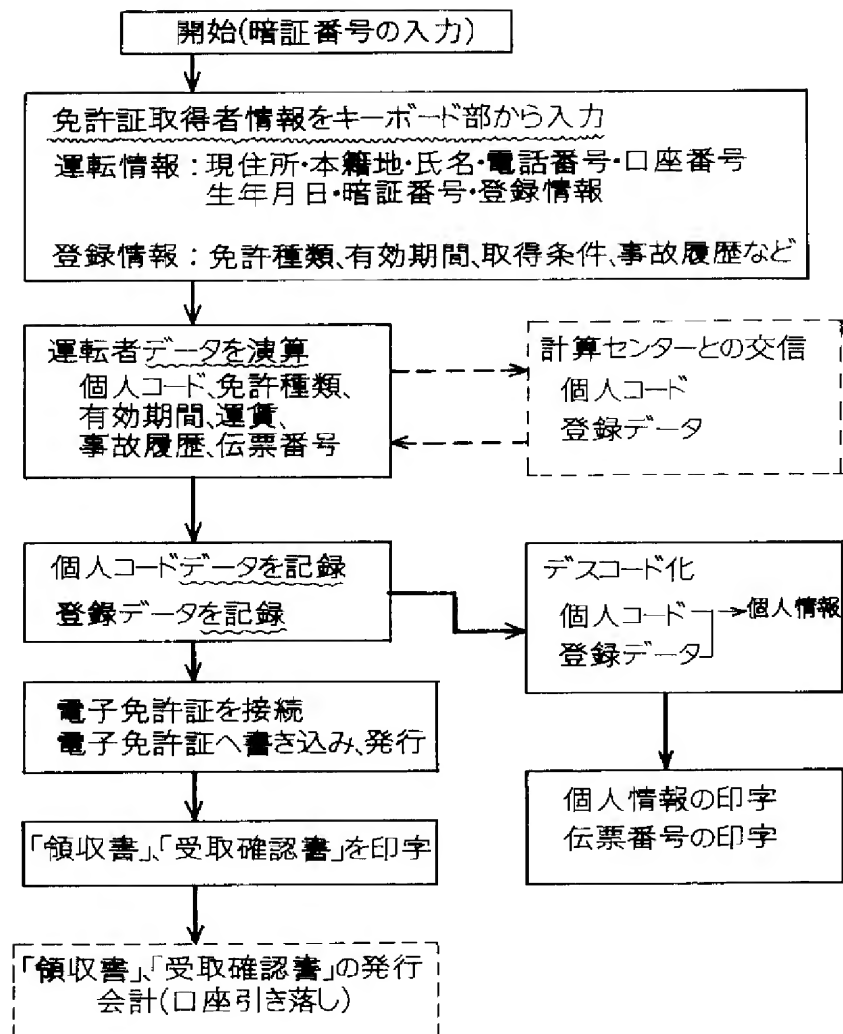 開始(暗証番号の入力)
免許証取得者情報をキーボード部から入力
運転情報：現住所・本籍地・氏名・電話番号・口座番号
生年月日・暗証番号・登録情報
登録情報：免許種類、有効期間、取得条件、事故履歴など
運転者データを演算
個人コード、免許種類、
有効期間、運賃、
事故履歴、伝票番号
計算センターとの交信
個人コード
登録データ
個人コードデータを記録
登録データを記録
デスコード化
個人コード→個人情報
登録データ
電子免許証を接続
電子免許証へ書き込み、発行
個人情報の印字
伝票番号の印字
「領収書」、「受取確認書」を印字
「領収書」、「受取確認書」の発行
会計(口座引き落し)